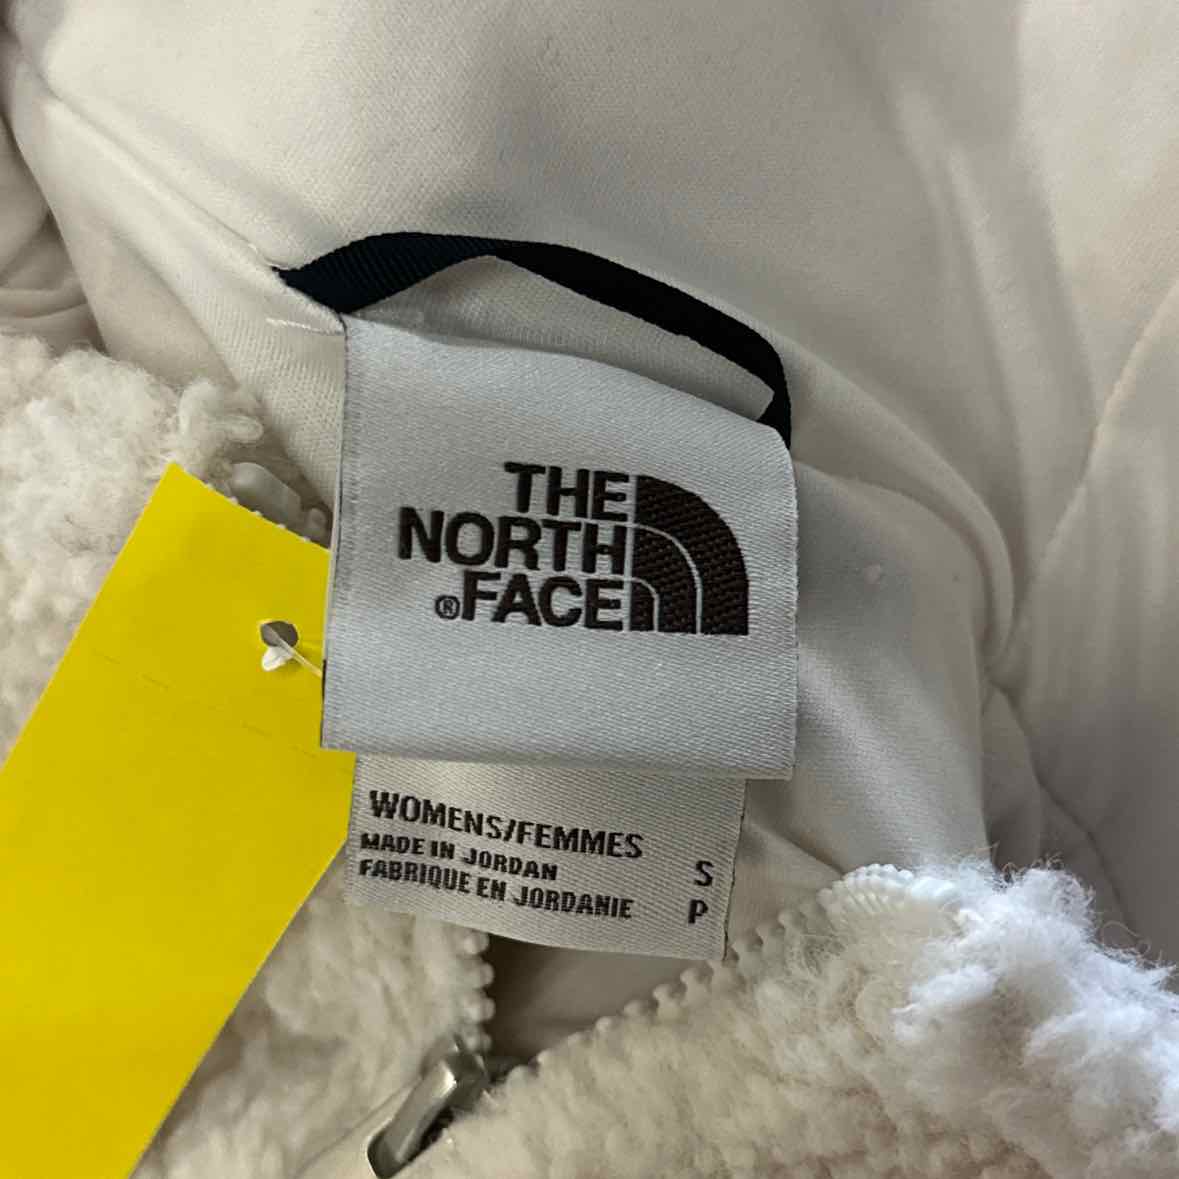 THE
NORTH
®FACE
WOMENS/FEMMES
MADE IN JORDAN S
FABRIQUE EN JORDANIE P